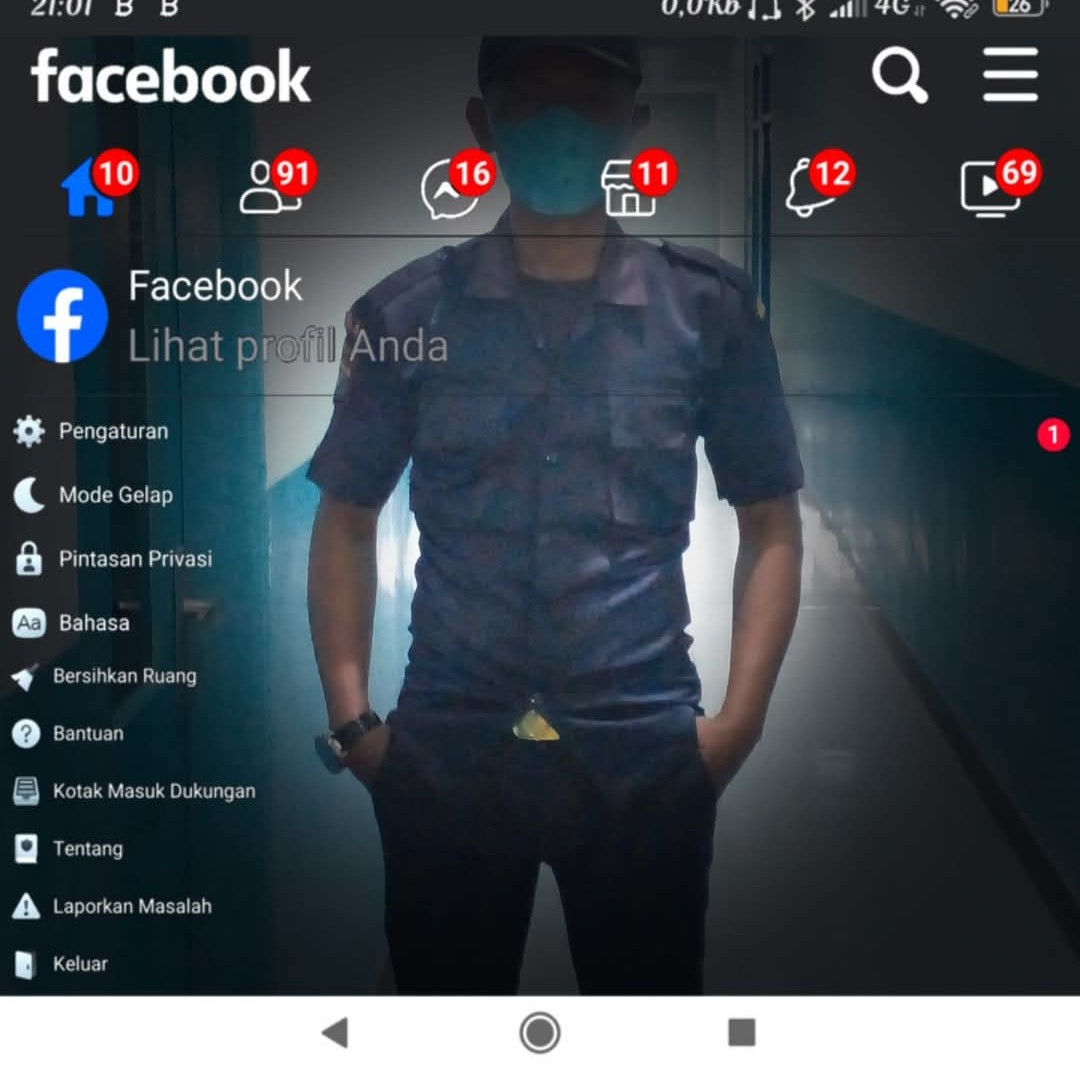 21:01 B B 0,0KB 4G 26
facebook
10 91 16 11 12 69
f Facebook
Lihat profil Anda
Pengaturan 1
Mode Gelap
Pintasan Privasi
Aa Bahasa
Bersihkan Ruang
? Bantuan
Kotak Masuk Dukungan
Tentang
Laporkan Masalah
Keluar